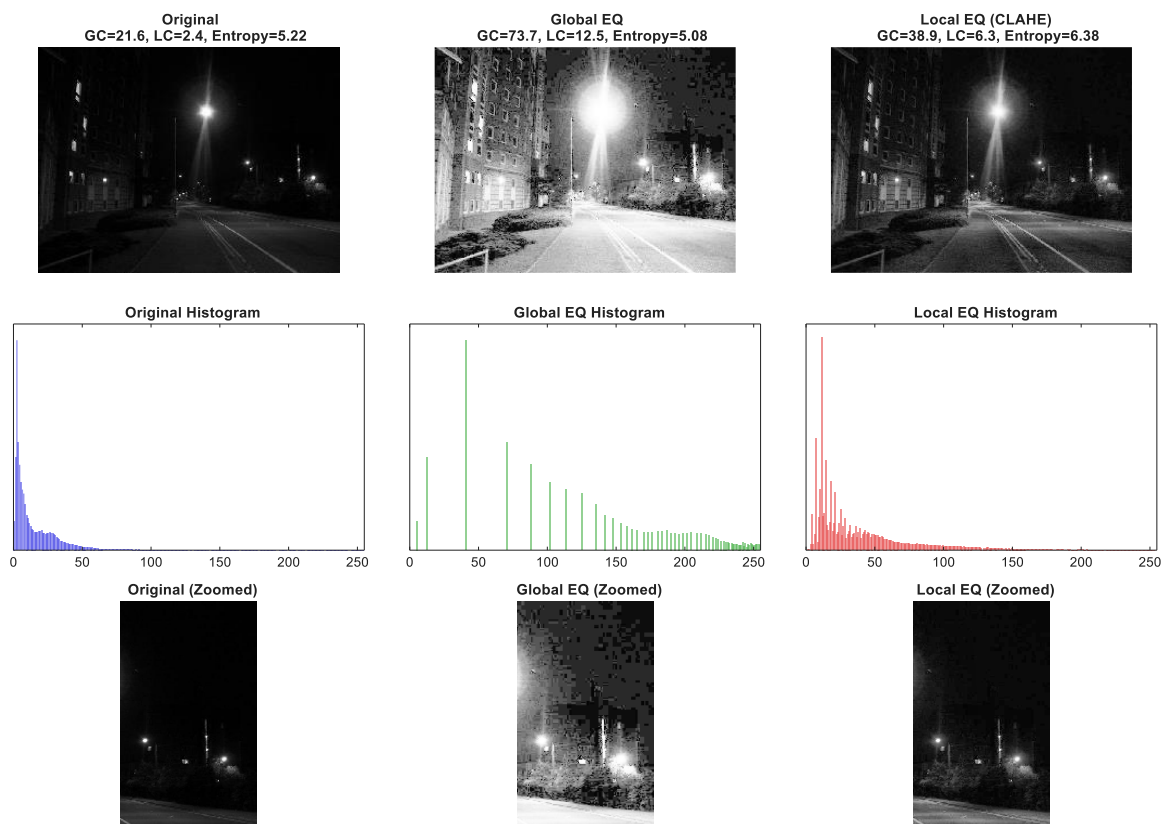 Original
GC=21.6, LC=2.4, Entropy=5.22
Global EQ
GC=73.7, LC=12.5, Entropy=5.08
Local EQ (CLAHE)
GC=38.9, LC=6.3, Entropy=6.38
Original Histogram
0 50 100 150 200 250
Global EQ Histogram
0 50 100 150 200 250
Local EQ Histogram
0 50 100 150 200 250
Original (Zoomed)
Global EQ (Zoomed)
Local EQ (Zoomed)